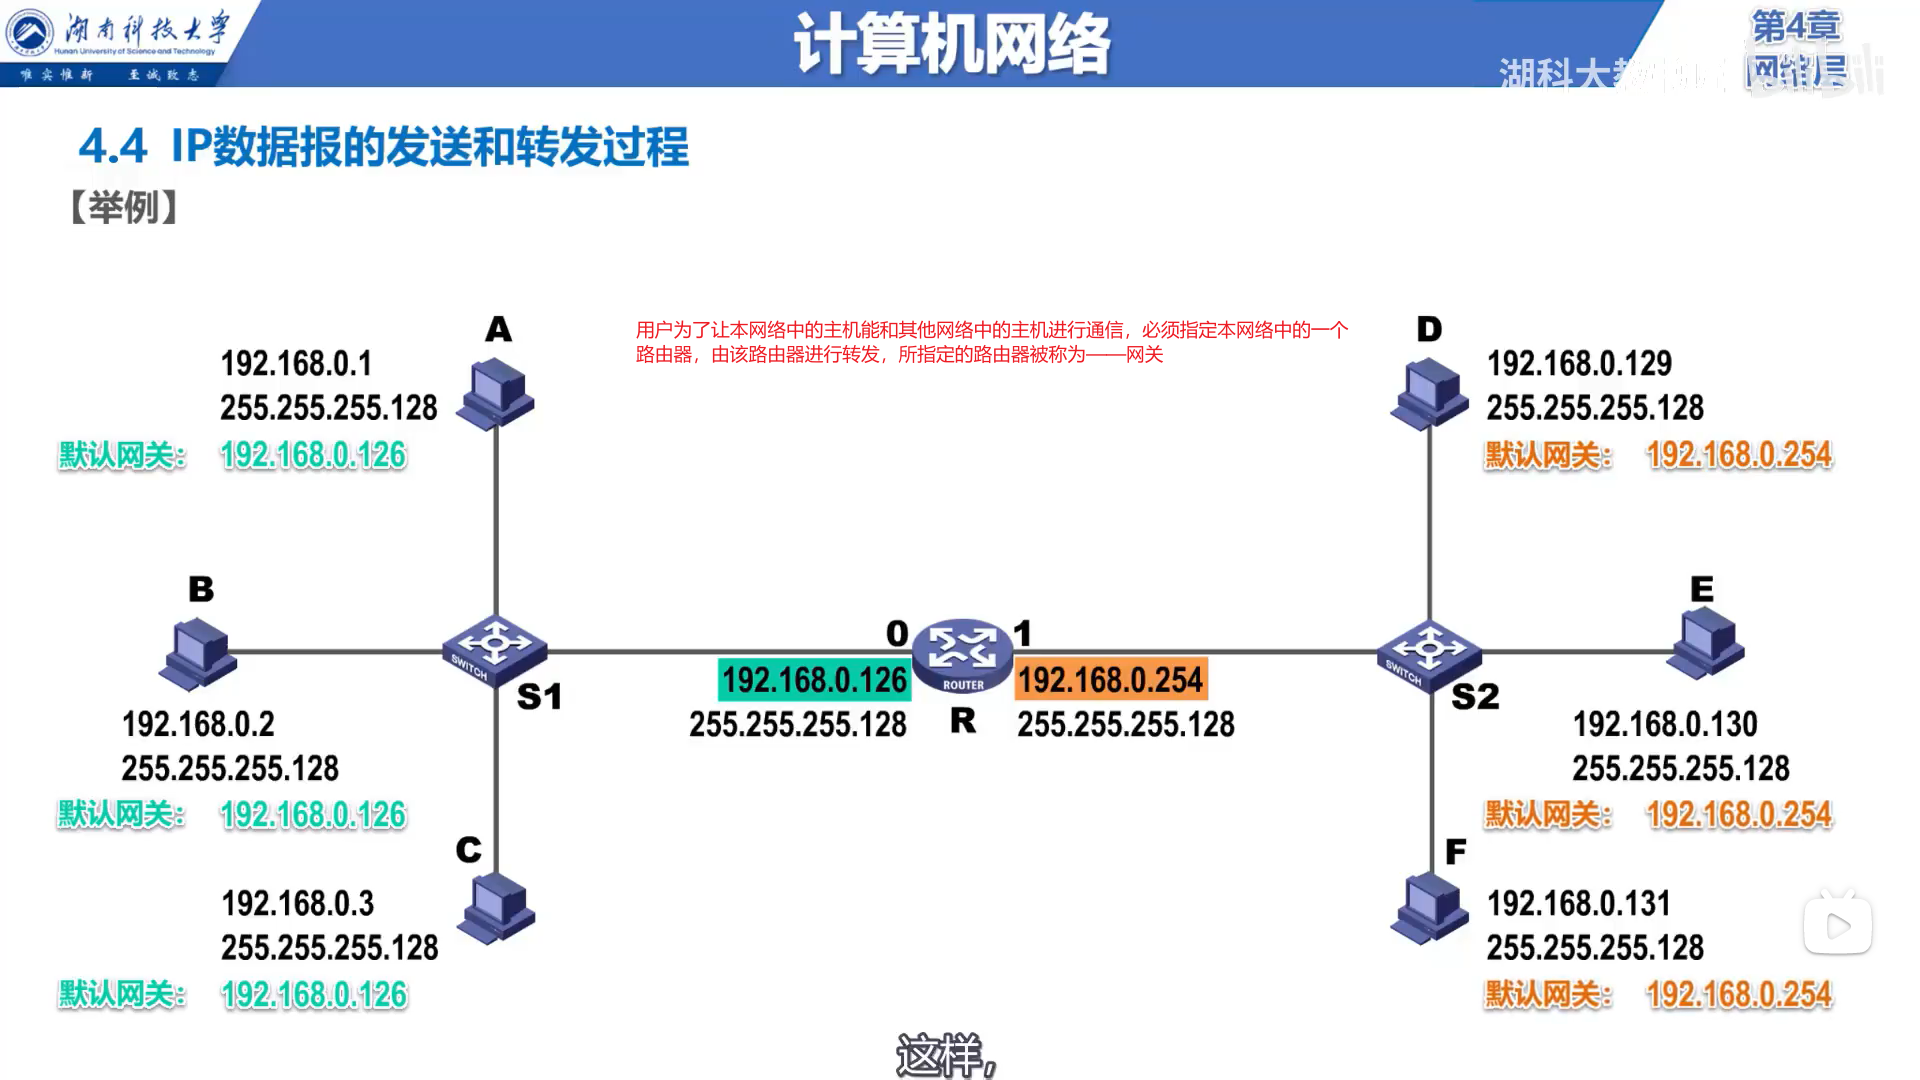 湖南科技大学
Hunan University of Science and Technology
唯实惟新 至诚致志
计算机网络
第4章
网络层
湖科大教
4.4 IP数据报的发送和转发过程
【举例】
用户为了让本网络中的主机能和其他网络中的主机进行通信，必须指定本网络中的一个
路由器，由该路由器进行转发，所指定的路由器被称为——网关
A
192.168.0.1
255.255.255.128
默认网关： 192.168.0.126
D
192.168.0.129
255.255.255.128
默认网关： 192.168.0.254
B
192.168.0.2
255.255.255.128
默认网关： 192.168.0.126
SWITCH
S1
0
192.168.0.126
255.255.255.128
ROUTER
R
1
192.168.0.254
255.255.255.128
SWITCH
S2
E
192.168.0.130
255.255.255.128
默认网关： 192.168.0.254
C
192.168.0.3
255.255.255.128
默认网关： 192.168.0.126
F
192.168.0.131
255.255.255.128
默认网关： 192.168.0.254
这样,